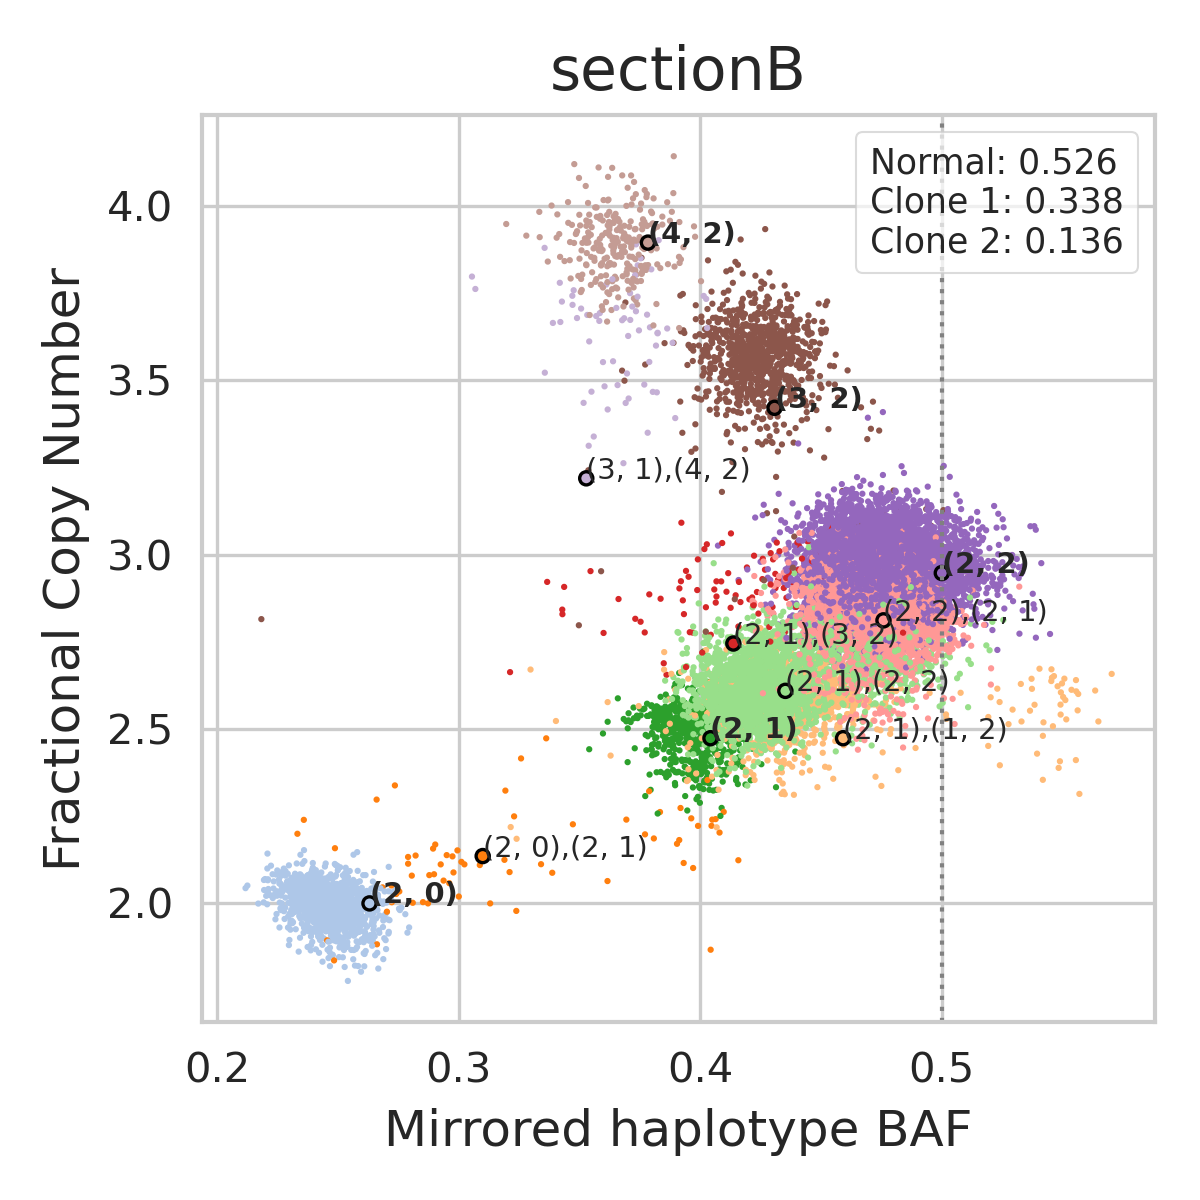 sectionB
Normal: 0.526
Clone 1: 0.338
Clone 2: 0.136
Fractional Copy Number
4.0
3.5
3.0
2.5
2.0
(4, 2)
(3, 2)
(3, 1),(4, 2)
(2, 2)
(2, 2),(2, 1)
(2, 1),(3, 2)
(2, 1),(2, 2)
(2, 1)
(2, 1),(1, 2)
(2, 0),(2, 1)
(2, 0)
0.2
0.3
0.4
0.5
Mirrored haplotype BAF